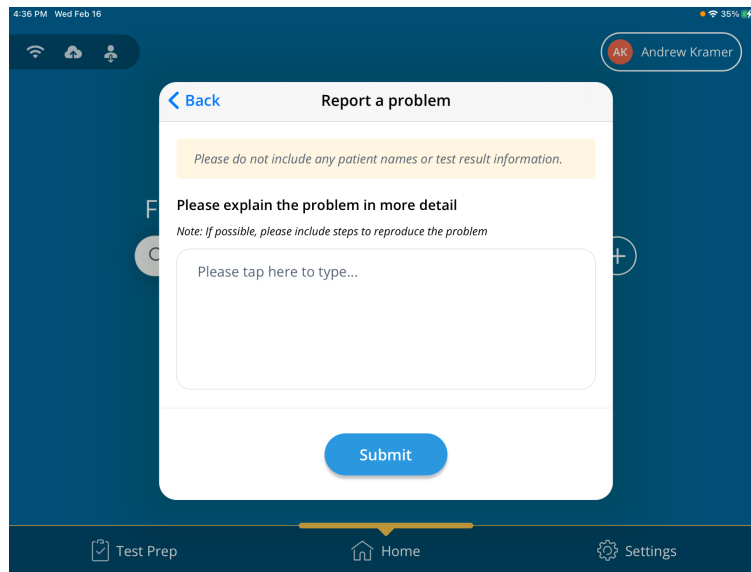 4:36 PM Wed Feb 16
35%
AK Andrew Kramer
Back
Report a problem
Please do not include any patient names or test result information.
F
Please explain the problem in more detail
Note: If possible, please include steps to reproduce the problem
Please tap here to type...
Submit
Test Prep
Home
Settings